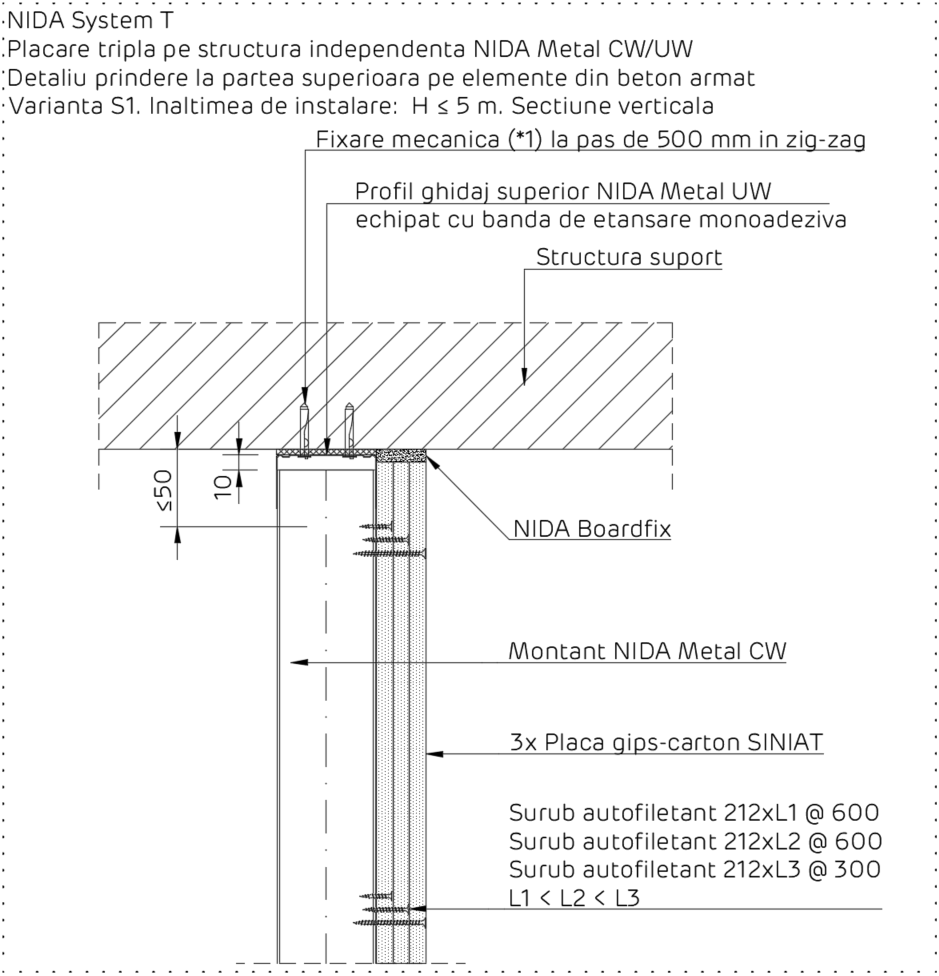 NIDA System T
Placare tripla pe structura independenta NIDA Metal CW/UW
Detaliu prindere la partea superioara pe elemente din beton armat
Varianta S1. Inaltimea de instalare: H ≤ 5 m. Sectiune verticala
Fixare mecanica (*1) la pas de 500 mm in zig-zag
Profil ghidaj superior NIDA Metal UW
echipat cu banda de etansare monoadeziva
Structura suport
≤50
10
NIDA Boardfix
Montant NIDA Metal CW
3x Placa gips-carton SINIAT
Surub autofiletant 212xL1 @ 600
Surub autofiletant 212xL2 @ 600
Surub autofiletant 212xL3 @ 300
L1 < L2 < L3